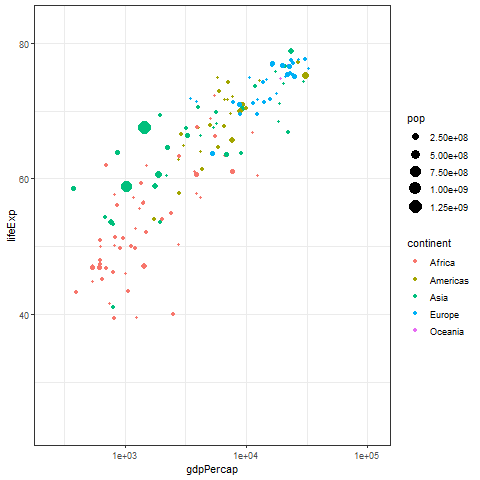 80
60
40
lifeExp
1e+03 1e+04 1e+05
gdpPercap
pop
2.50e+08
5.00e+08
7.50e+08
1.00e+09
1.25e+09
continent
Africa
Americas
Asia
Europe
Oceania